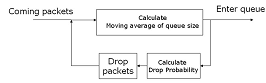 Coming packets
Calculate
Moving average of queue size
Enter queue
Drop
packets
Calculate
Drop Probability